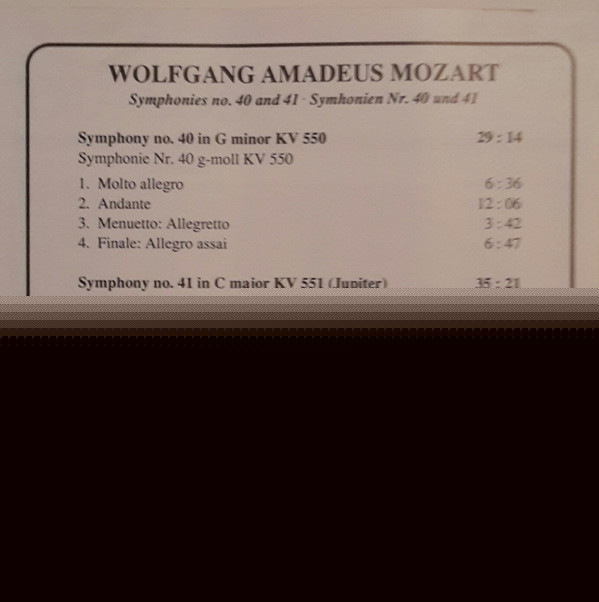 WOLFGANG AMADEUS MOZART
Symphonies no. 40 and 41 · Symhonien Nr. 40 und 41
Symphony no. 40 in G minor KV 550 29 : 14
Symphonie Nr. 40 g-moll KV 550
1. Molto allegro 6 : 36
2. Andante 12 : 06
3. Menuetto: Allegretto 3 : 42
4. Finale: Allegro assai 6 : 47
Symphony no. 41 in C major KV 551 (Jupiter) 35 : 21